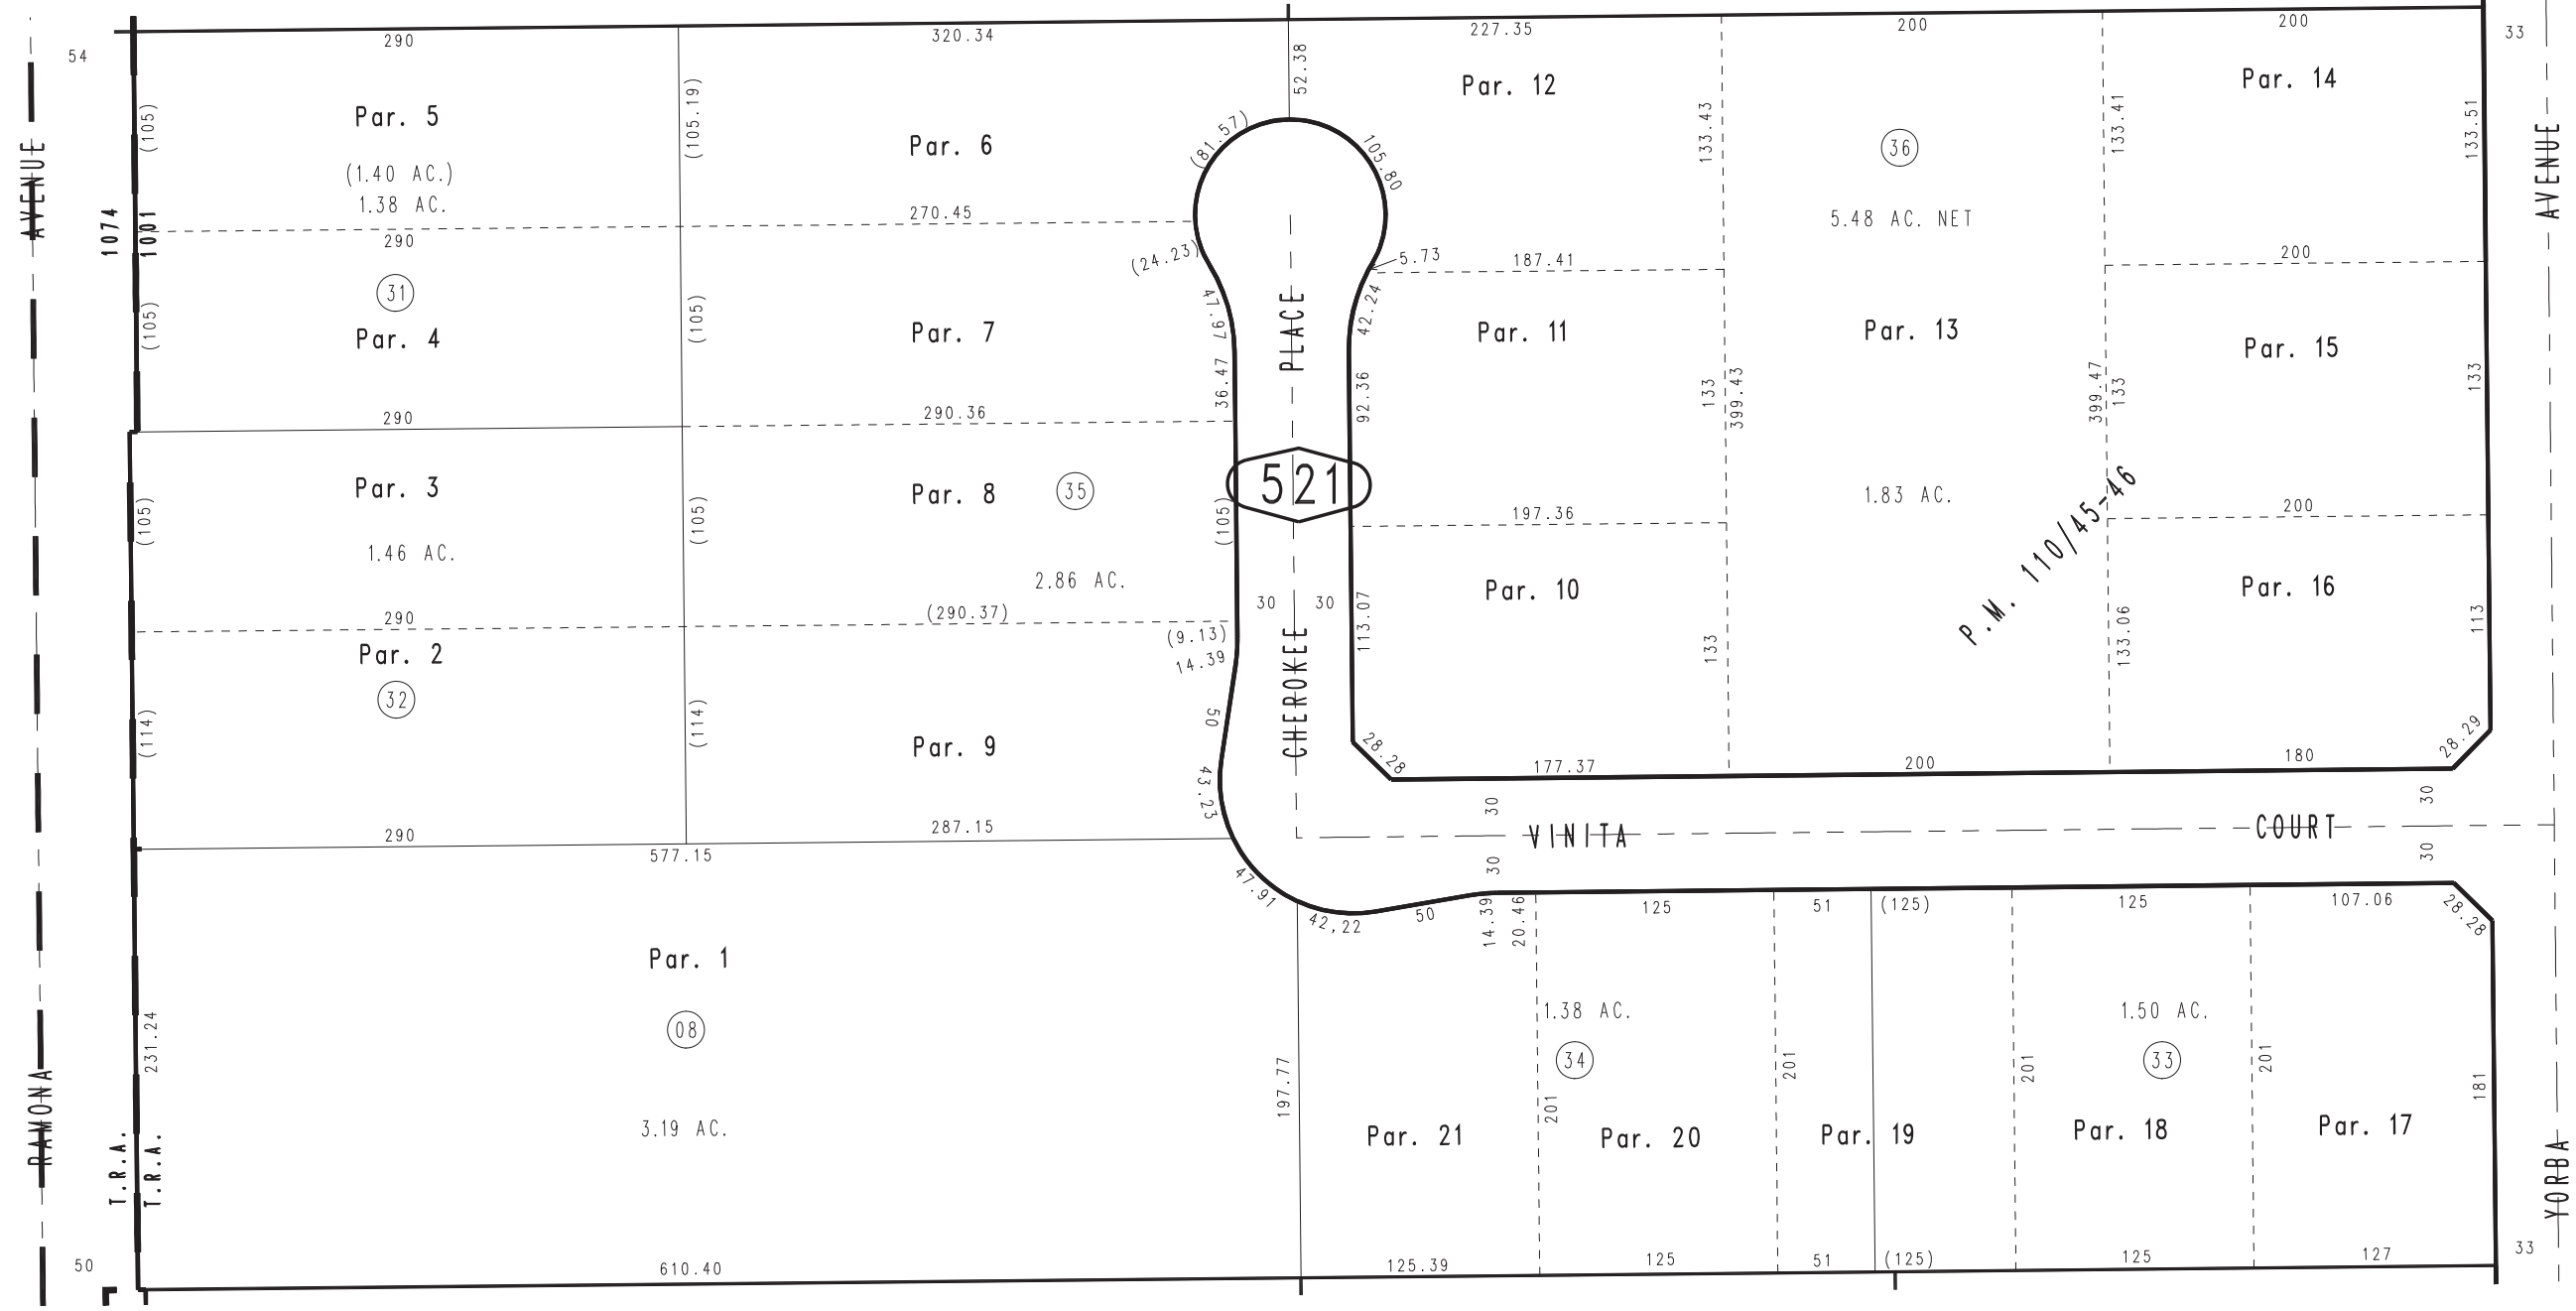 54
290
320.34
52.38
227.35
200
200
33
AVENUE
(105)
Par. 5
(1.40 AC.)
1.38 AC.
(105.19)
Par. 6
(81.57)
105.80
Par. 12
133.43
36
5.48 AC. NET
133.41
Par. 14
133.51
AVENUE
1074
1001
290
270.45
(24.23)
5.73
187.41
200
31
(105)
Par. 4
(105)
Par. 7
47.97
36.47
PLACE
42.24
92.36
Par. 11
133
399.43
Par. 13
399.47
133
Par. 15
133
290
290.36
521
(105)
Par. 3
1.46 AC.
(105)
Par. 8
35
2.86 AC.
(105)
197.36
1.83 AC.
P.M. 110/45-46
200
290
(290.37)
(9.13)
14.39
30
30
CHEROKEE
113.07
Par. 10
133
133.06
Par. 16
113
Par. 2
32
(114)
(114)
Par. 9
50
43.23
28.28
177.37
200
180
28.29
290
577.15
287.15
30
30
VINITA
COURT
30
30
47.91
42,22
50
14.39
20.46
125
51
(125)
125
107.06
28.28
Par. 1
08
3.19 AC.
231.24
RAMONA
T.R.A.
T.R.A.
197.77
Par. 21
201
1.38 AC.
34
Par. 20
201
Par. 19
201
1.50 AC.
33
Par. 18
201
Par. 17
181
YORBA
50
610.40
125.39
125
51
(125)
125
127
33